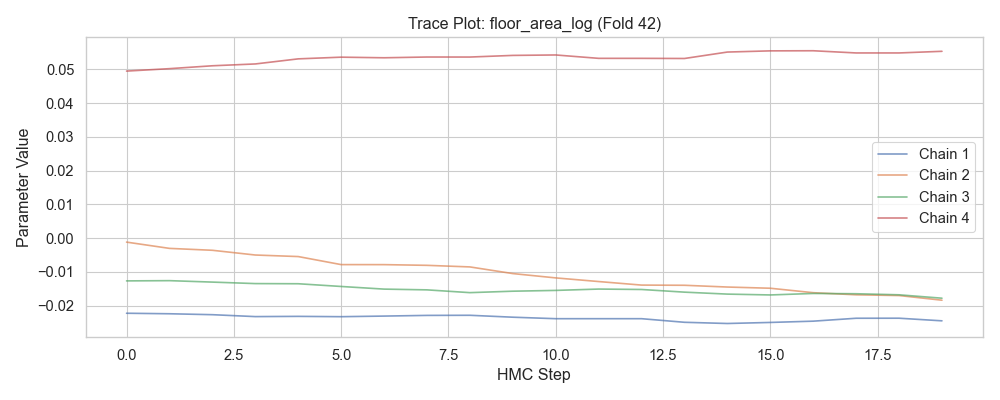 Trace Plot: floor_area_log (Fold 42)
Parameter Value
0.05
0.04
0.03
0.02
0.01
0.00
−0.01
−0.02
Chain 1
Chain 2
Chain 3
Chain 4
0.0 2.5 5.0 7.5 10.0 12.5 15.0 17.5
HMC Step